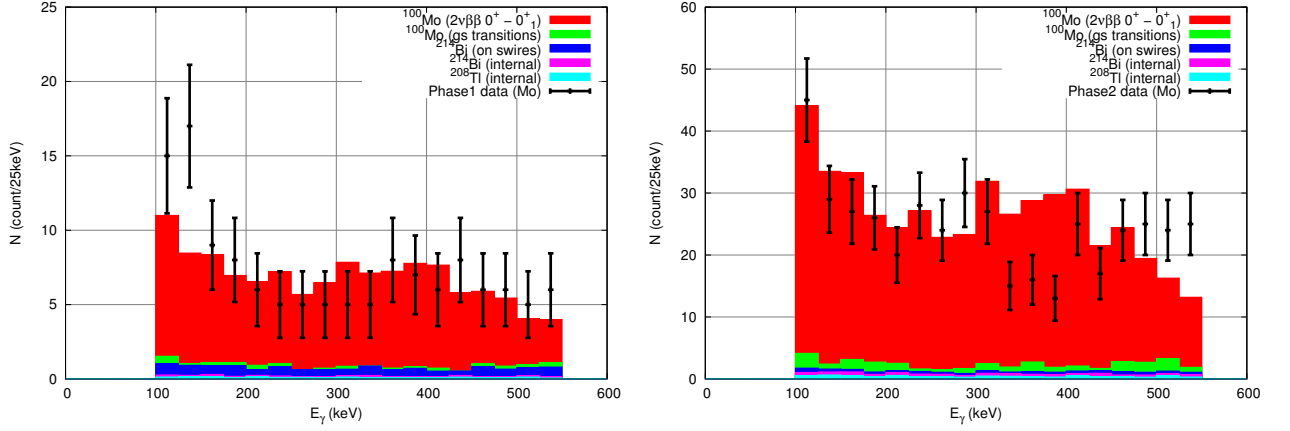 ¹⁰⁰Mo (2νββ 0⁺ − 0⁺₁)
¹⁰⁰Mo (gs transitions)
²¹⁴Bi (on swires)
²¹⁴Bi (internal)
²⁰⁸Tl (internal)
Phase1 data (Mo)
25
20
15
10
5
0
N (count/25keV)
0 100 200 300 400 500 600
E_γ (keV)
¹⁰⁰Mo (2νββ 0⁺ − 0⁺₁)
¹⁰⁰Mo (gs transitions)
²¹⁴Bi (on swires)
²¹⁴Bi (internal)
²⁰⁸Tl (internal)
Phase2 data (Mo)
60
50
40
30
20
10
0
N (count/25keV)
0 100 200 300 400 500 600
E_γ (keV)